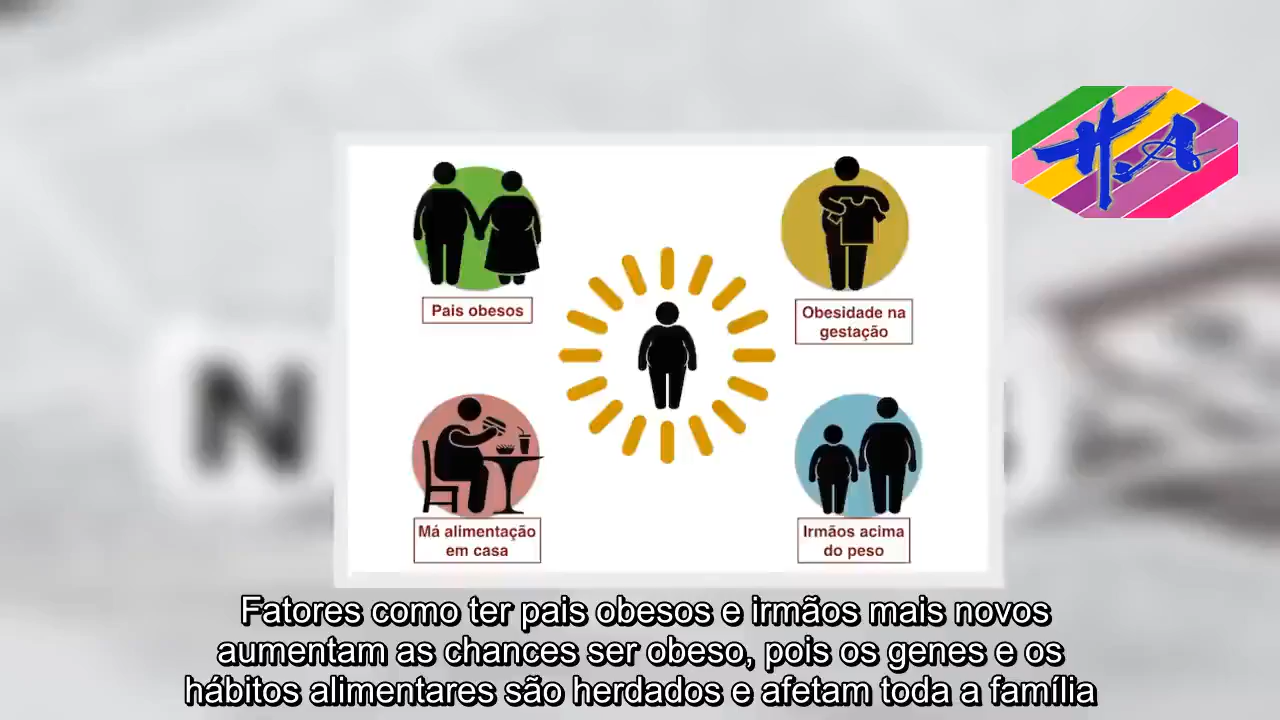 H.A
Pais obesos
Obesidade na
gestação
Má alimentação
em casa
Irmãos acima
do peso
N
Fatores como ter pais obesos e irmãos mais novos
aumentam as chances ser obeso, pois os genes e os
hábitos alimentares são herdados e afetam toda a família